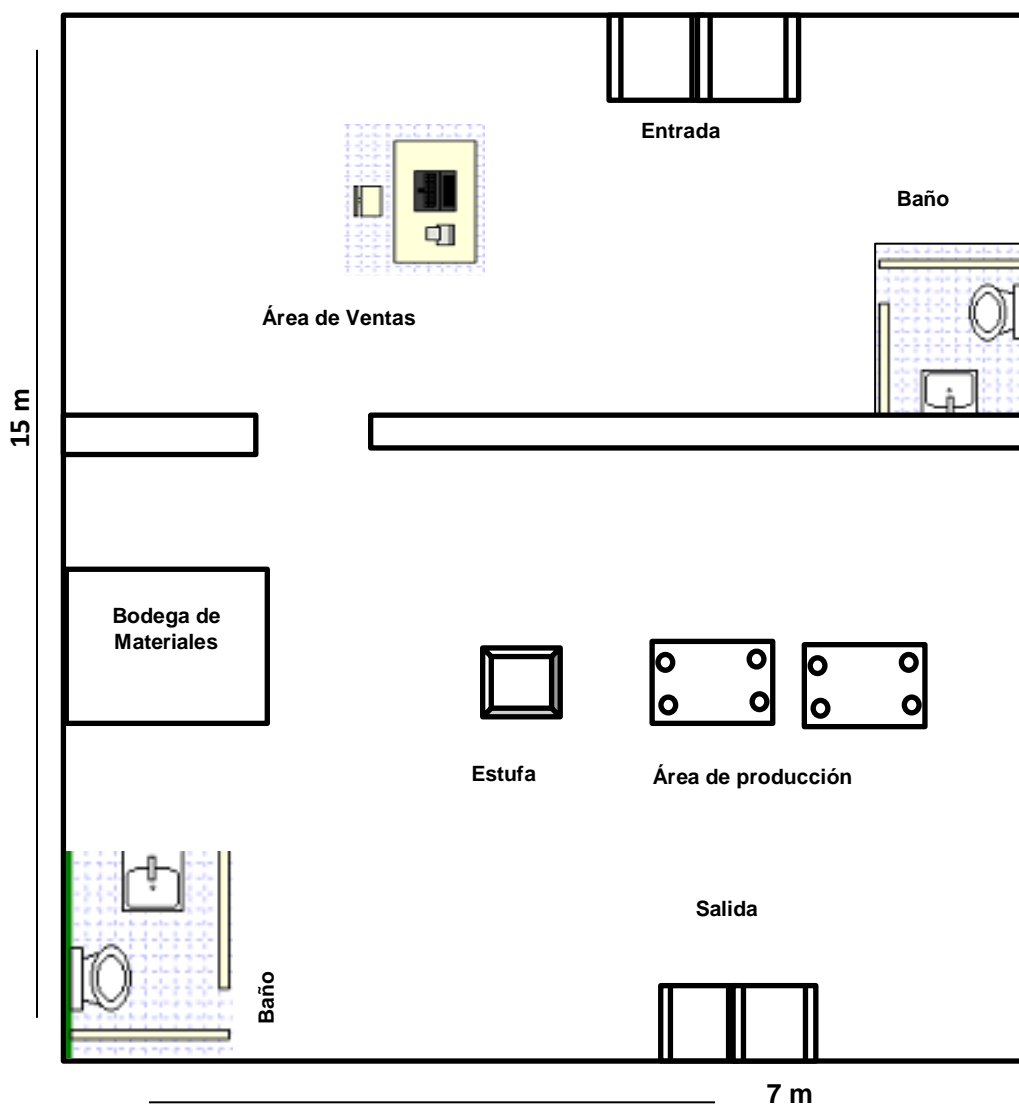 Entrada
Baño
Área de Ventas
15 m
Bodega de
Materiales
Estufa
Área de producción
Salida
Baño
7 m